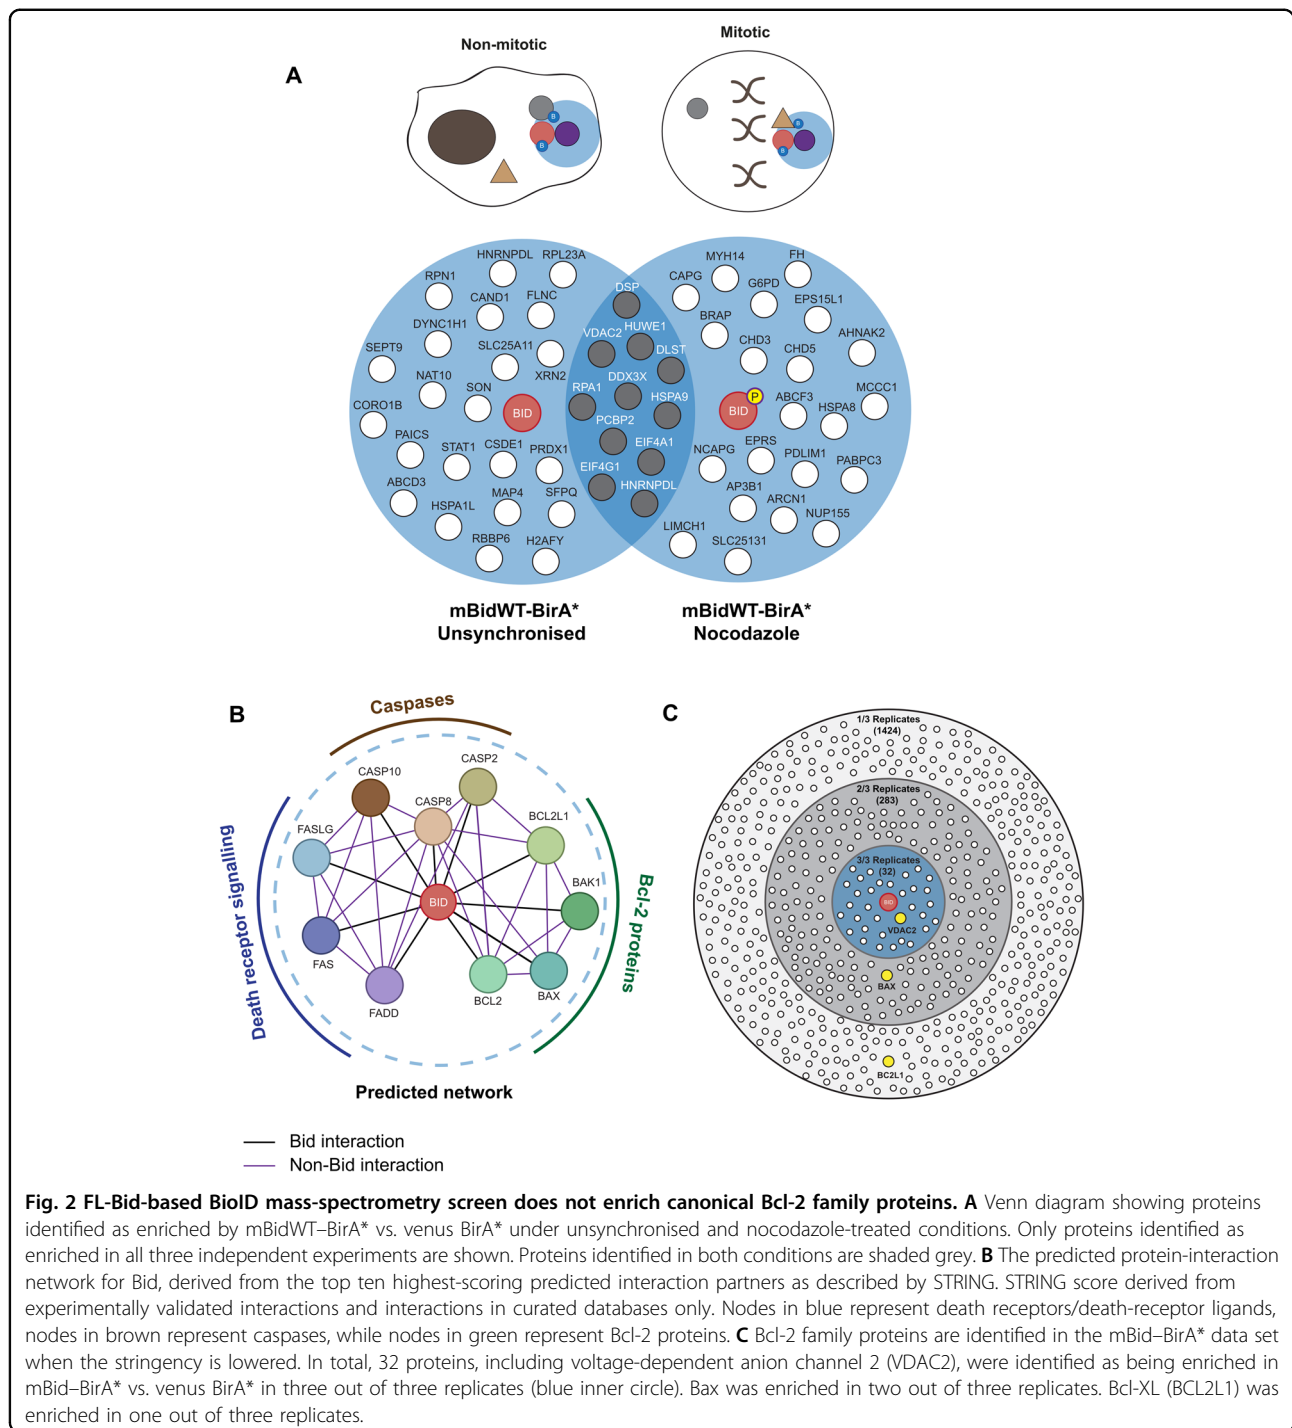 A
Non-mitotic
Mitotic
B
B
B
B
HNRNPDL
RPL23A
RPN1
CAND1
FLNC
DYNC1H1
SEPT9
SLC25A11
XRN2
NAT10
SON
CORO1B
BID
PAICS
STAT1
CSDE1
PRDX1
ABCD3
HSPA1L
MAP4
SFPQ
RBBP6
H2AFY
DSP
VDAC2
HUWE1
DLST
DDX3X
RPA1
HSPA9
PCBP2
EIF4A1
EIF4G1
HNRNPDL
MYH14
FH
CAPG
G6PD
EPS15L1
BRAP
AHNAK2
CHD3
CHD5
MCCC1
P
BID
ABCF3
HSPA8
NCAPG
EPRS
PDLIM1
PABPC3
AP3B1
ARCN1
NUP155
LIMCH1
SLC25131
mBidWT-BirA*
Unsynchronised
mBidWT-BirA*
Nocodazole
B
Caspases
CASP10
CASP2
CASP8
FASLG
BCL2L1
BAK1
BID
FAS
FADD
BCL2
BAX
Death receptor signalling
Bcl-2 proteins
Predicted network
Bid interaction
Non-Bid interaction
C
1/3 Replicates
(1424)
2/3 Replicates
(283)
3/3 Replicates
(32)
BID
VDAC2
BAX
BC2L1
Fig. 2 FL-Bid-based BioID mass-spectrometry screen does not enrich canonical Bcl-2 family proteins. A Venn diagram showing proteins
identified as enriched by mBidWT–BirA* vs. venus BirA* under unsynchronised and nocodazole-treated conditions. Only proteins identified as
enriched in all three independent experiments are shown. Proteins identified in both conditions are shaded grey. B The predicted protein-interaction
network for Bid, derived from the top ten highest-scoring predicted interaction partners as described by STRING. STRING score derived from
experimentally validated interactions and interactions in curated databases only. Nodes in blue represent death receptors/death-receptor ligands,
nodes in brown represent caspases, while nodes in green represent Bcl-2 proteins. C Bcl-2 family proteins are identified in the mBid–BirA* data set
when the stringency is lowered. In total, 32 proteins, including voltage-dependent anion channel 2 (VDAC2), were identified as being enriched in
mBid–BirA* vs. venus BirA* in three out of three replicates (blue inner circle). Bax was enriched in two out of three replicates. Bcl-XL (BCL2L1) was
enriched in one out of three replicates.